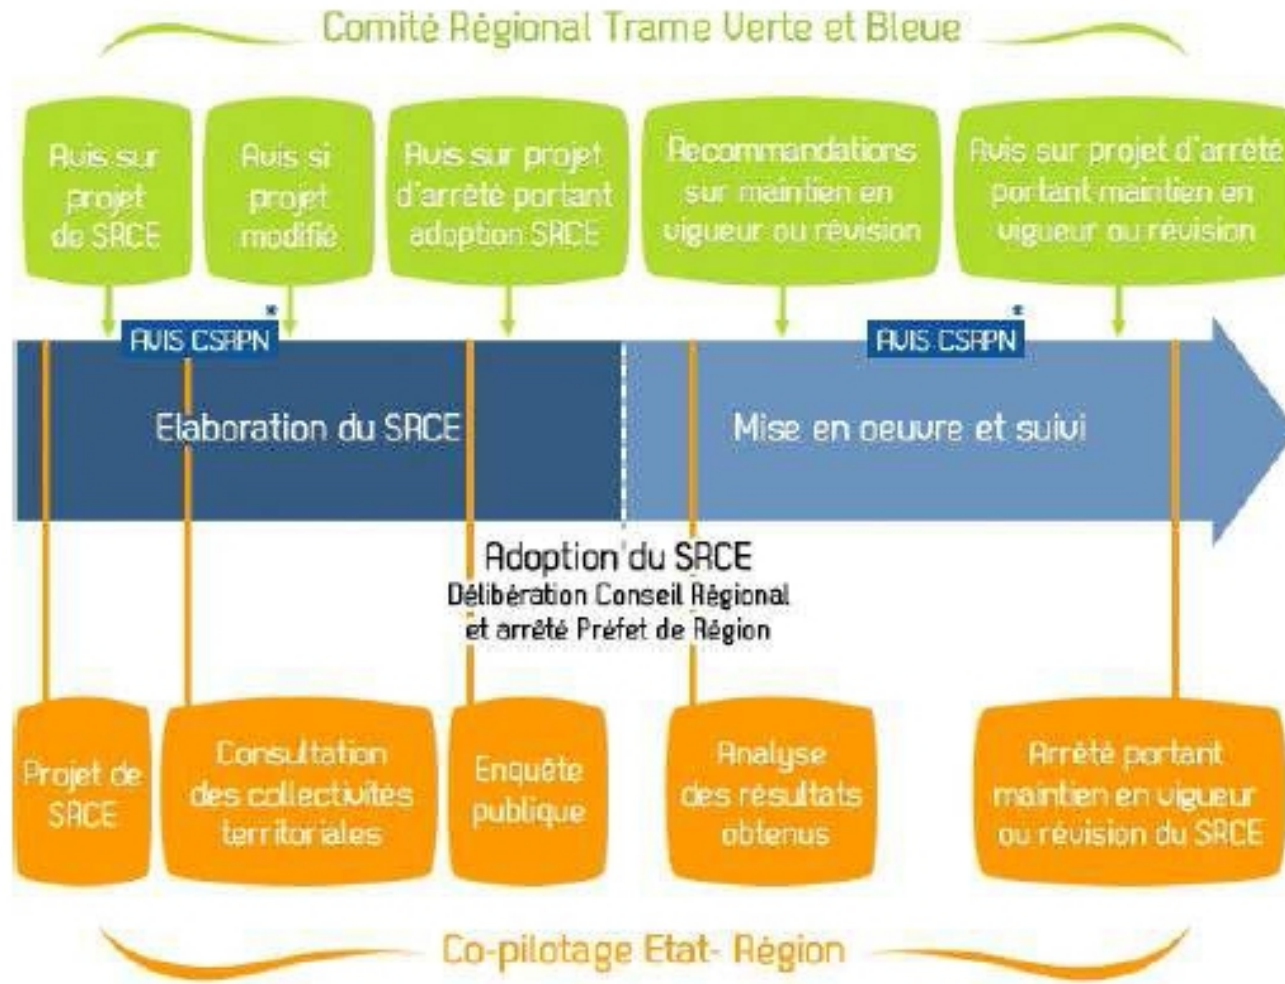 Comité Régional Trame Verte et Bleue
Avis sur
projet
de SRCE
Avis si
projet
modifié
Avis sur projet
d'arrêté portant
adoption SRCE
Recommandations
sur maintien en
vigueur ou révision
Avis sur projet d'arrêté
portant maintien en
vigueur ou révision
AVIS CSRPN *
AVIS CSRPN *
Elaboration du SRCE
Mise en oeuvre et suivi
Adoption du SRCE
Délibération Conseil Régional
et arrêté Préfet de Région
Projet de
SRCE
Consultation
des collectivités
territoriales
Enquête
publique
Analyse
des résultats
obtenus
Arrêté portant
maintien en vigueur
ou révision du SRCE
Co-pilotage Etat- Région